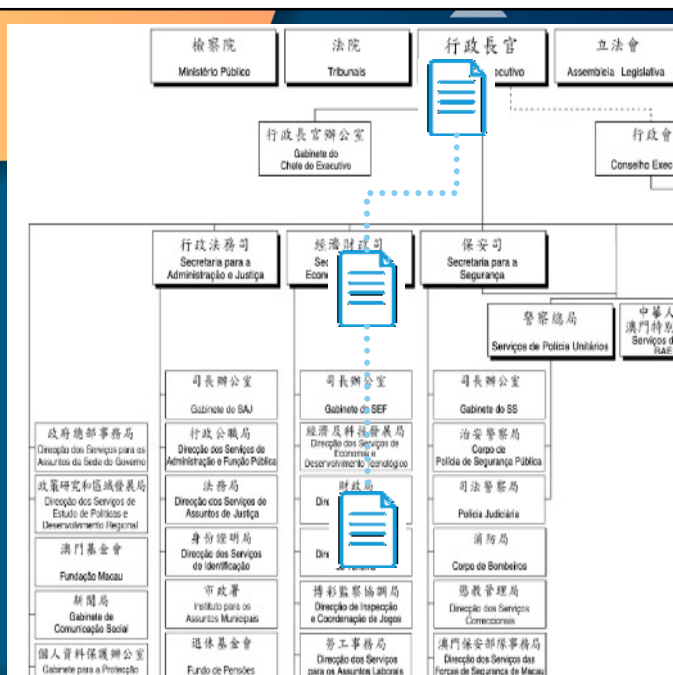 檢察院
Ministério Público
法院
Tribunais
行政長官
立法會
Assembleia Legislativa
行政長官辦公室
Gabinete do
Chefe do Executivo
行政會
Conselho
行政法務司
Secretaria para a
Administração e Justiça
經濟財政司
保安司
Secretaria para a
Segurança
警察總局
Serviços de Polícia Unitários
中華人
澳門特別
Serviços
司長辦公室
Gabinete do SAJ
司長辦公室
Gabinete do SEF
司長辦公室
Gabinete do SS
政府總部事務局
Direcção dos Serviços para os
Assuntos da Sede do Governo
行政公職局
Direcção dos Serviços de
Administração e Função Pública
經濟及科技發展局
Direcção dos Serviços de
Economia e
Desenvolvimento Tecnológico
治安警察局
Corpo de
Polícia de Segurança Pública
政策研究和區域發展局
Direcção dos Serviços de
Estudo de Políticas e
Desenvolvimento Regional
法務局
Direcção dos Serviços de
Assuntos de Justiça
財政局
司法警察局
Polícia Judiciária
澳門基金會
Fundação Macau
身份證明局
Direcção dos Serviços
de Identificação
消防局
Corpo de Bombeiros
新聞局
Gabinete de
Comunicação Social
市政署
Instituto para os
Assuntos Municipais
博彩監察協調局
Direcção de Inspecção
e Coordenação de Jogos
懲教管理局
Direcção dos Serviços
Correccionais
個人資料保護辦公室
Gabinete para a Protecção
退休基金會
Fundo de Pensões
勞工事務局
Direcção dos Serviços
para os Assuntos Laborais
澳門保安部隊事務局
Direcção dos Serviços das
Forças de Segurança de Macau